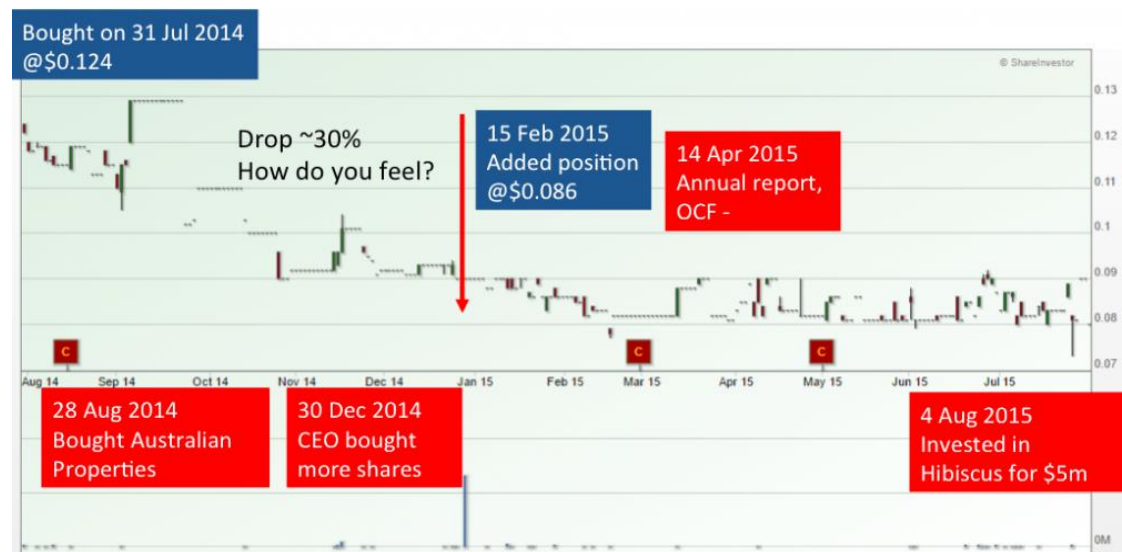 Bought on 31 Jul 2014
@$0.124
© ShareInvestor
0.13
Drop ~30%
How do you feel?
15 Feb 2015
Added position
@$0.086
14 Apr 2015
Annual report,
OCF -
0.12
0.11
0.1
0.09
0.08
0.07
C
C
C
Aug 14 Sep 14 Oct 14 Nov 14 Dec 14 Jan 15 Feb 15 Mar 15 Apr 15 May 15 Jun 15 Jul 15
28 Aug 2014
Bought Australian
Properties
30 Dec 2014
CEO bought
more shares
4 Aug 2015
Invested in
Hibiscus for $5m
0M